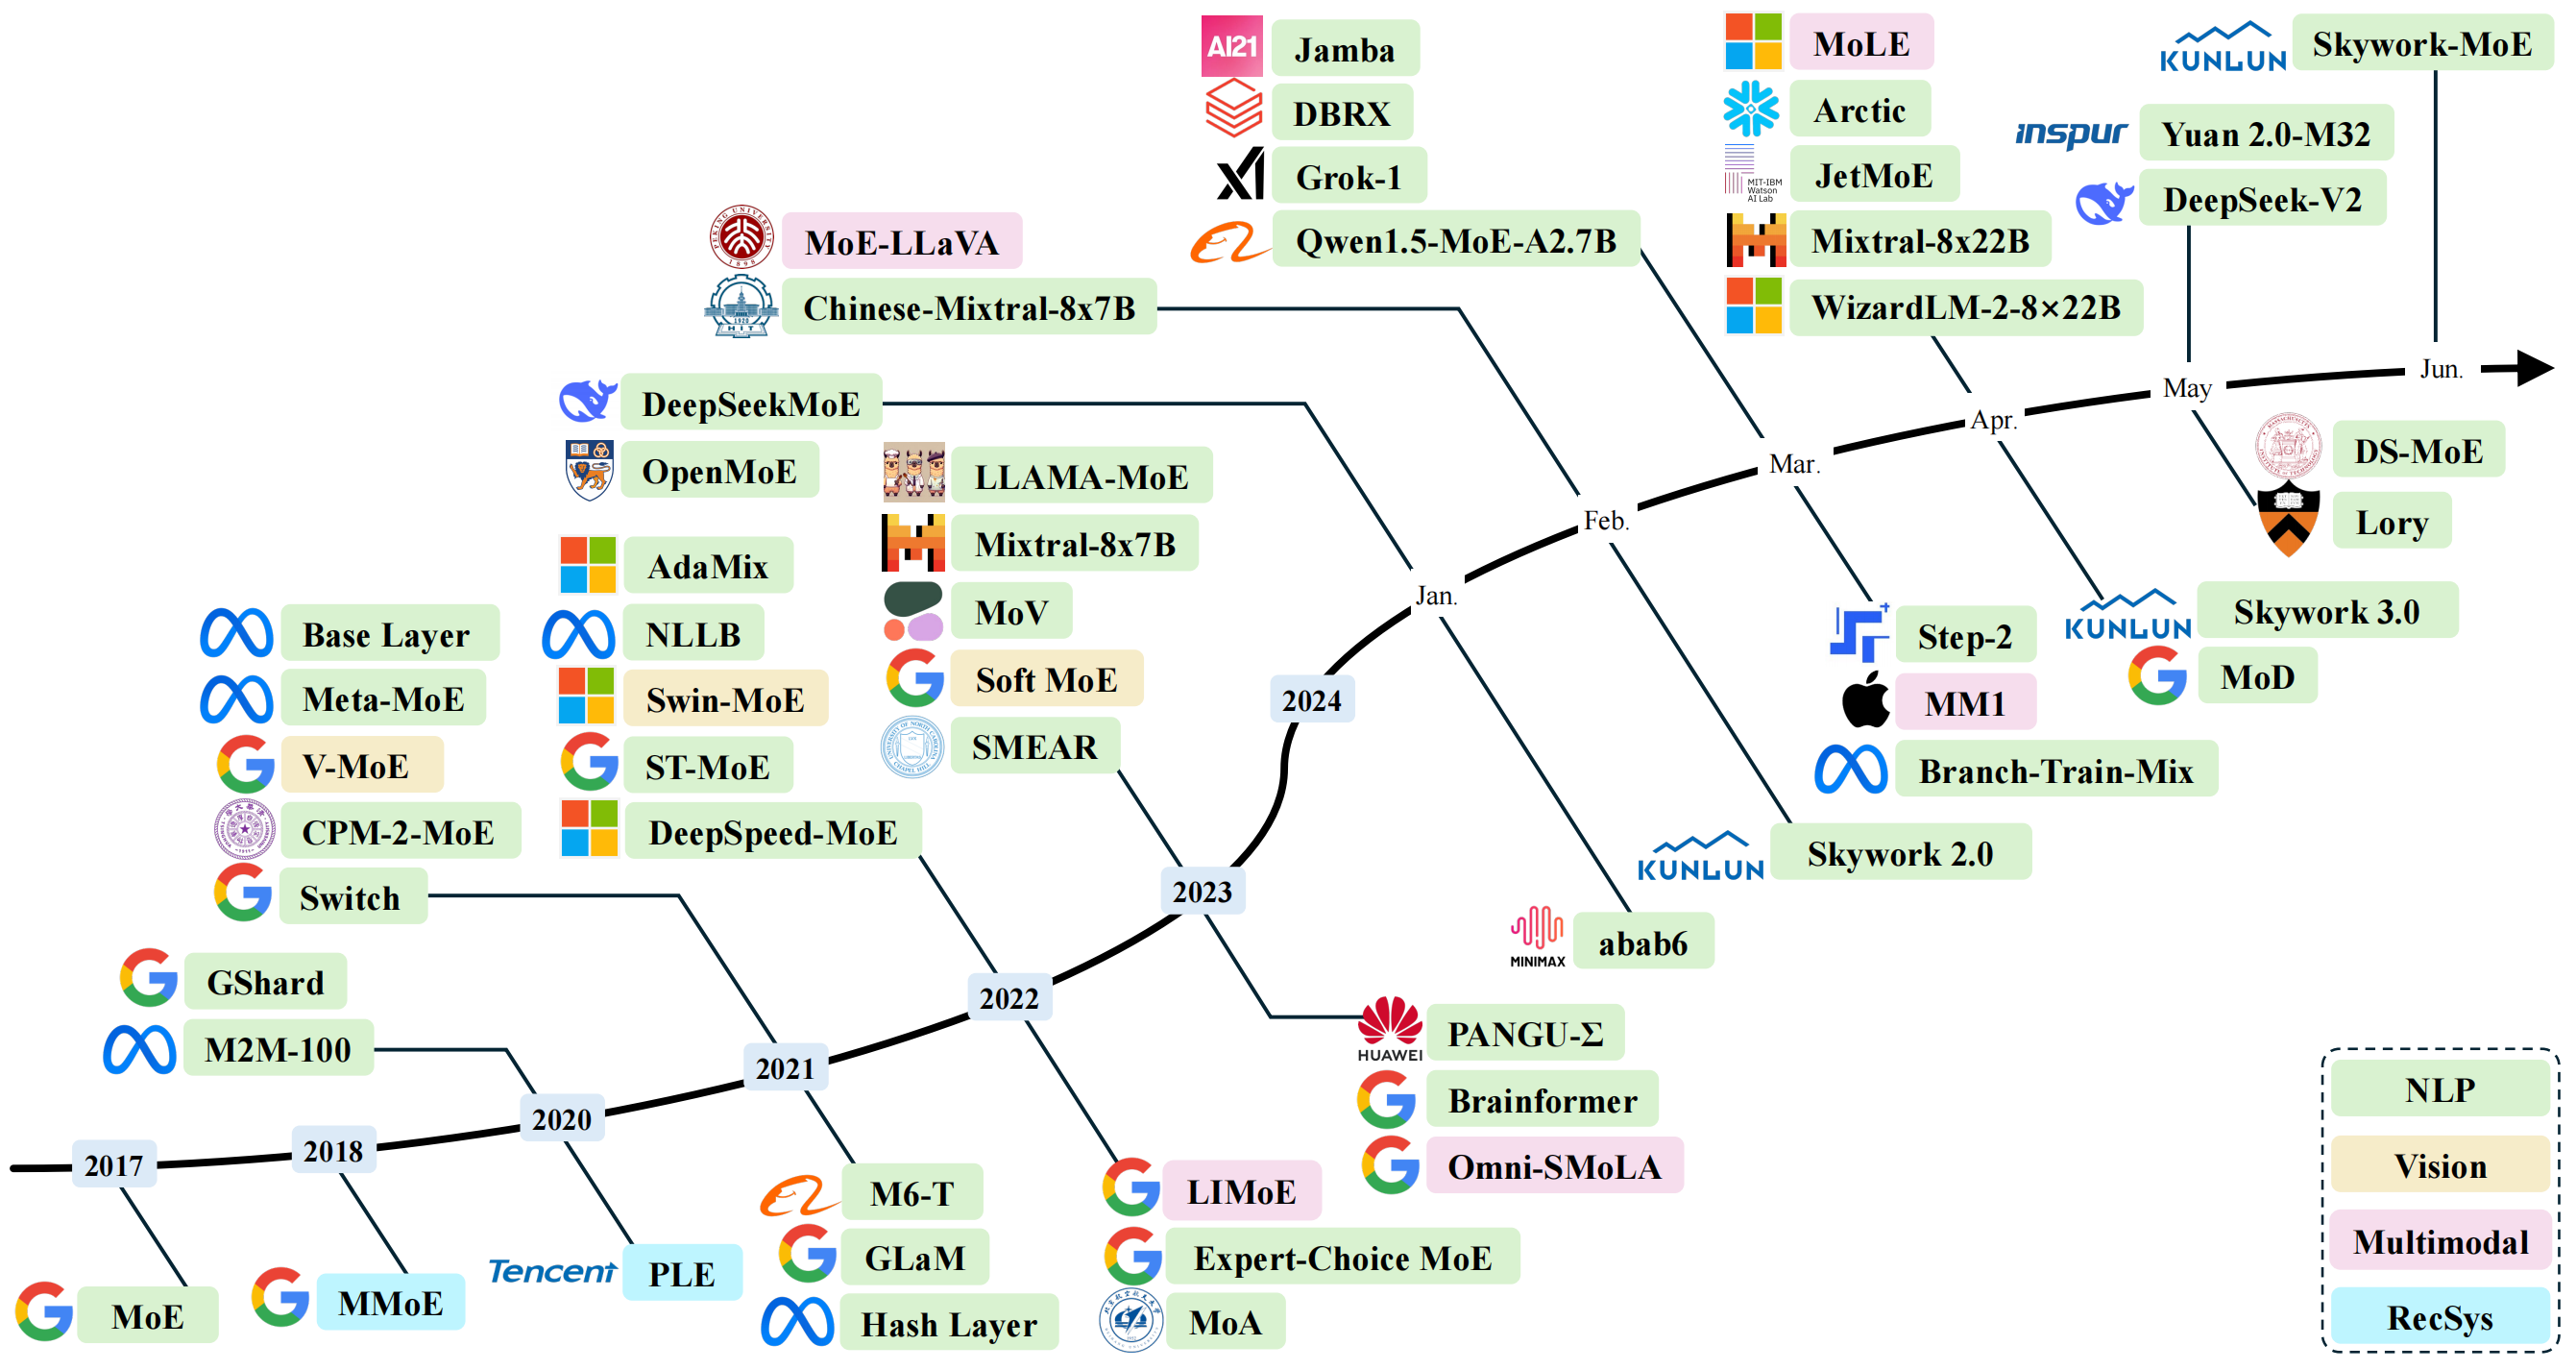 AI21
Jamba
DBRX
Grok-1
Qwen1.5-MoE-A2.7B
MoLE
Arctic
MIT-IBM
Watson
AI Lab
JetMoE
Mixtral-8x22B
WizardLM-2-8×22B
KUNLUN
Skywork-MoE
inspur
Yuan 2.0-M32
DeepSeek-V2
PEKING UNIVERSITY
1898
MoE-LLaVA
1920
HIT
Chinese-Mixtral-8x7B
DeepSeekMoE
OpenMoE
LLAMA-MoE
Mixtral-8x7B
MoV
Soft MoE
SMEAR
AdaMix
NLLB
Swin-MoE
ST-MoE
DeepSpeed-MoE
Base Layer
Meta-MoE
V-MoE
CPM-2-MoE
Switch
GShard
M2M-100
2017
2018
2020
2021
2022
2023
2024
Jan.
Feb.
Mar.
Apr.
May
Jun.
DS-MoE
Lory
KUNLUN
Skywork 3.0
MoD
Step-2
MM1
Branch-Train-Mix
KUNLUN
Skywork 2.0
MINIMAX
abab6
HUAWEI
PANGU-Σ
Brainformer
Omni-SMoLA
LIMoE
Expert-Choice MoE
MoA
M6-T
GLaM
Hash Layer
Tencent
PLE
MMoE
MoE
NLP
Vision
Multimodal
RecSys